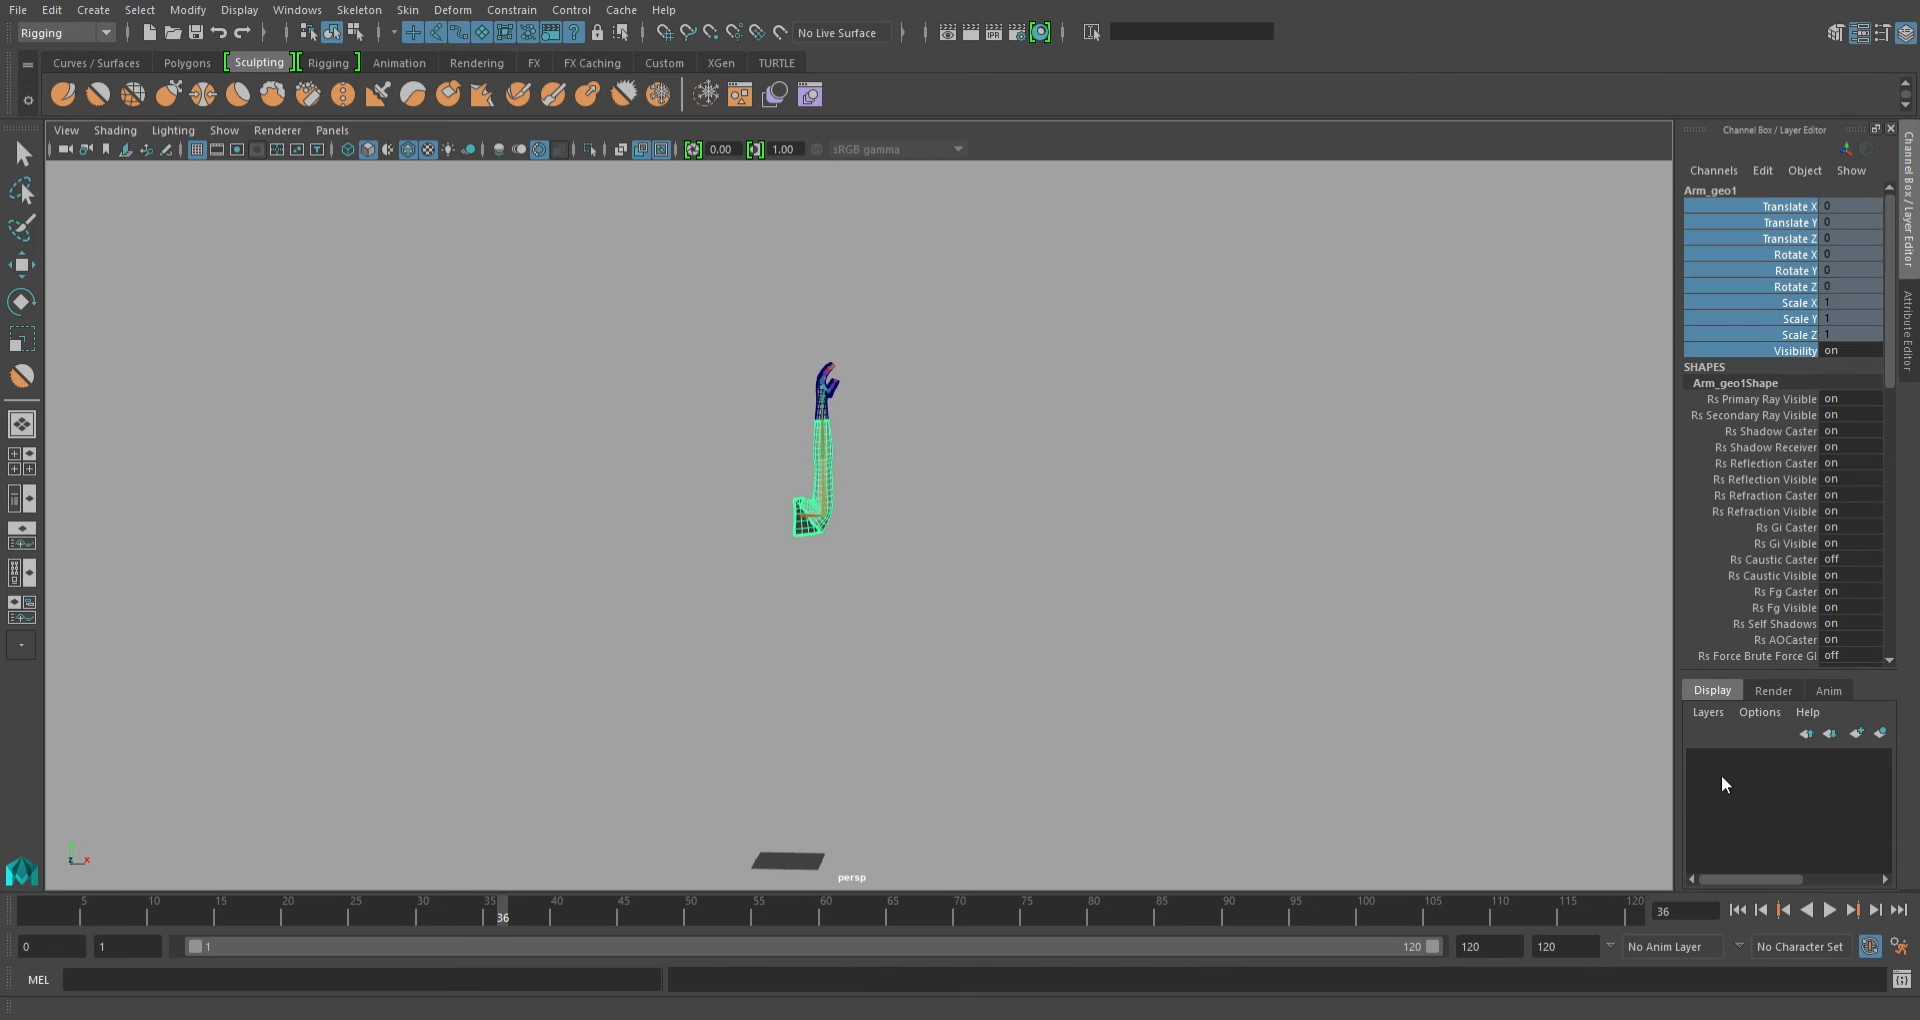 File Edit Create Select Modify Display Windows Skeleton Skin Deform Constrain Control Cache Help
Rigging No Live Surface IPR
Curves / Surfaces Polygons Sculpting Rigging Animation Rendering FX FX Caching Custom XGen TURTLE
View Shading Lighting Show Renderer Panels
0.00 1.00 sRGB gamma
persp
Channel Box / Layer Editor
Channels Edit Object Show
Arm_geo1
Translate X 0
Translate Y 0
Translate Z 0
Rotate X 0
Rotate Y 0
Rotate Z 0
Scale X 1
Scale Y 1
Scale Z 1
Visibility on
SHAPES
Arm_geo1Shape
Rs Primary Ray Visible on
Rs Secondary Ray Visible on
Rs Shadow Caster on
Rs Shadow Receiver on
Rs Reflection Caster on
Rs Reflection Visible on
Rs Refraction Caster on
Rs Refraction Visible on
Rs Gi Caster on
Rs Gi Visible on
Rs Caustic Caster off
Rs Caustic Visible on
Rs Fg Caster on
Rs Fg Visible on
Rs Self Shadows on
Rs AOCaster on
Rs Force Brute Force GI off
Display Render Anim
Layers Options Help
Channel Box / Layer Editor
Attribute Editor
5 10 15 20 25 30 35 40 45 50 55 60 65 70 75 80 85 90 95 100 105 110 115 120
36 36
0 1 1 120 120 120 No Anim Layer No Character Set
MEL